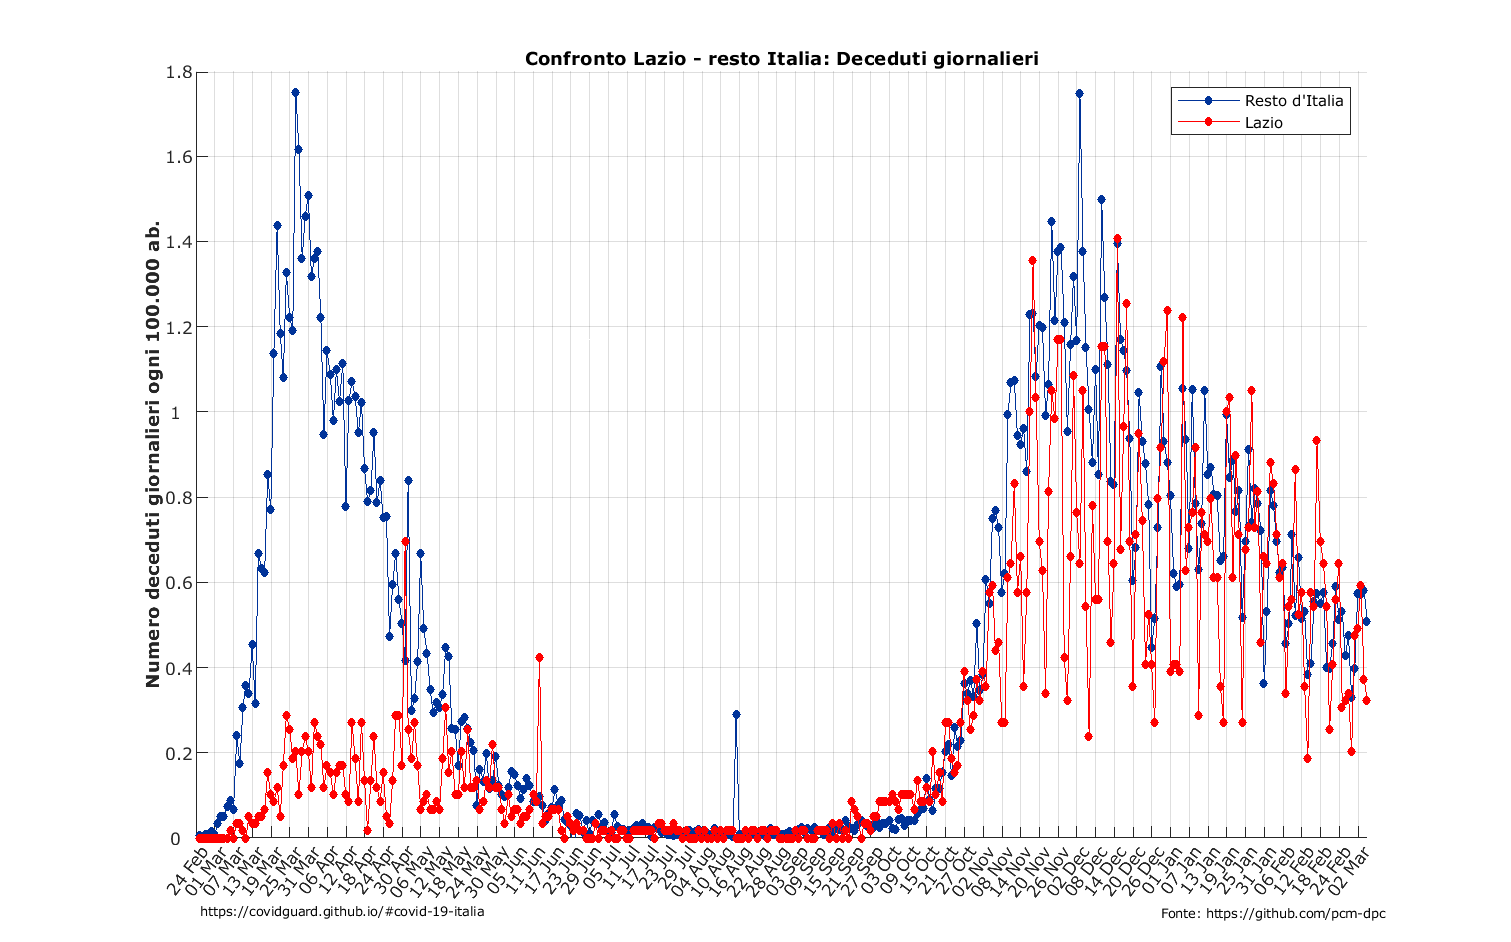 Confronto Lazio - resto Italia: Deceduti giornalieri
Numero deceduti giornalieri ogni 100.000 ab.
1.8
1.6
1.4
1.2
1
0.8
0.6
0.4
0.2
0
Resto d'Italia
Lazio
24 Feb
01 Mar
07 Mar
13 Mar
19 Mar
25 Mar
31 Mar
06 Apr
12 Apr
18 Apr
24 Apr
30 Apr
06 May
12 May
18 May
24 May
30 May
05 Jun
11 Jun
17 Jun
23 Jun
29 Jun
05 Jul
11 Jul
17 Jul
23 Jul
29 Jul
04 Aug
10 Aug
16 Aug
22 Aug
28 Aug
03 Sep
09 Sep
15 Sep
21 Sep
27 Sep
03 Oct
09 Oct
15 Oct
21 Oct
27 Oct
02 Nov
08 Nov
14 Nov
20 Nov
26 Nov
02 Dec
08 Dec
14 Dec
20 Dec
26 Dec
01 Jan
07 Jan
13 Jan
19 Jan
25 Jan
31 Jan
06 Feb
12 Feb
18 Feb
24 Feb
02 Mar
https://covidguard.github.io/#covid-19-italia
Fonte: https://github.com/pcm-dpc